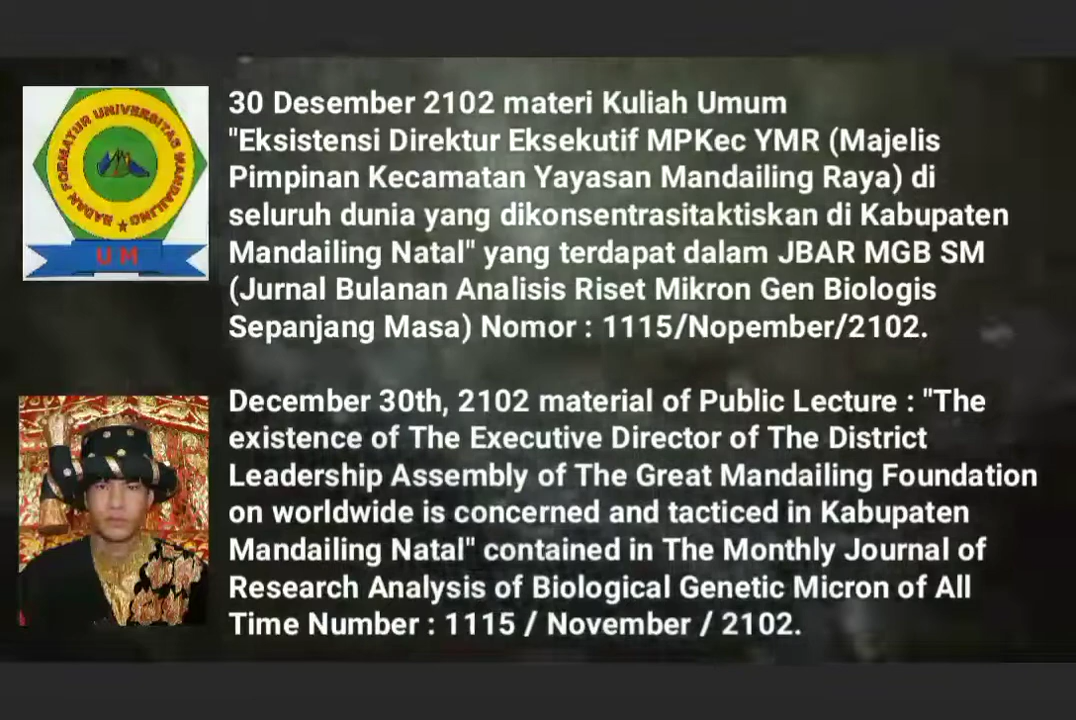 BADAN FORMATUR UNIVERSITAS MANDAILING
U M
30 Desember 2102 materi Kuliah Umum
"Eksistensi Direktur Eksekutif MPKec YMR (Majelis
Pimpinan Kecamatan Yayasan Mandailing Raya) di
seluruh dunia yang dikonsentrasitaktiskan di Kabupaten
Mandailing Natal" yang terdapat dalam JBAR MGB SM
(Jurnal Bulanan Analisis Riset Mikron Gen Biologis
Sepanjang Masa) Nomor : 1115/Nopember/2102.
December 30th, 2102 material of Public Lecture : "The
existence of The Executive Director of The District
Leadership Assembly of The Great Mandailing Foundation
on worldwide is concerned and tacticed in Kabupaten
Mandailing Natal" contained in The Monthly Journal of
Research Analysis of Biological Genetic Micron of All
Time Number : 1115 / November / 2102.